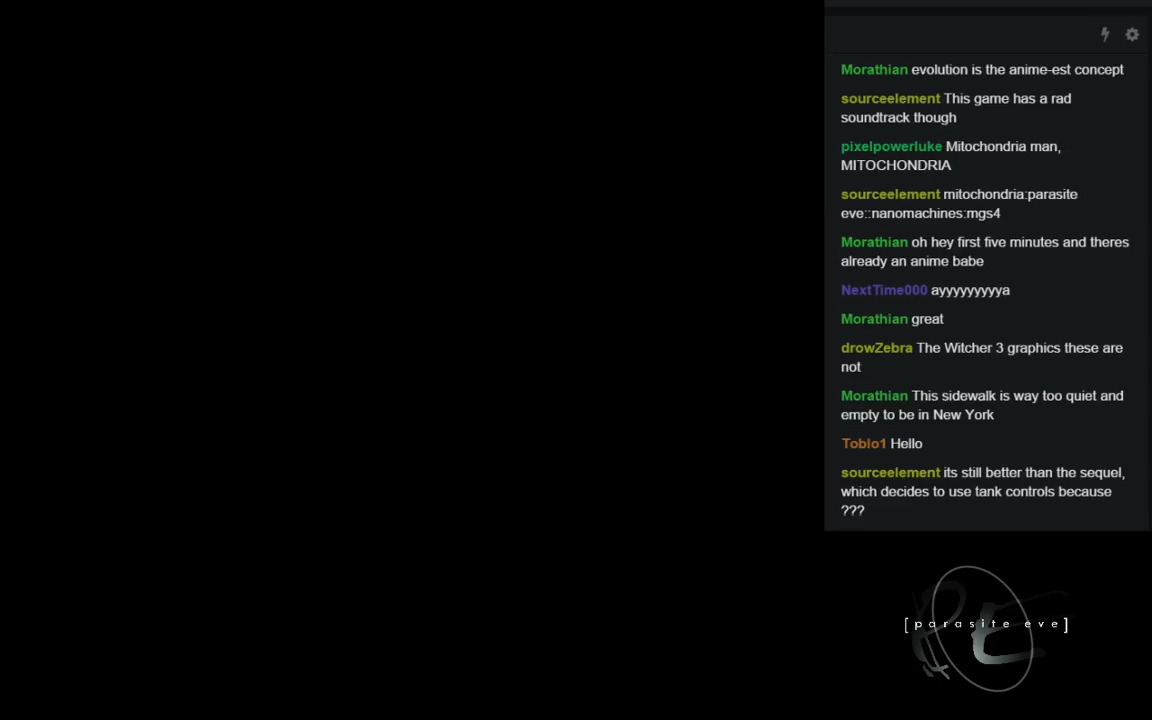 Morathian evolution is the anime-est concept
sourceelement This game has a rad
soundtrack though
pixelpowerluke Mitochondria man,
MITOCHONDRIA
sourceelement mitochondria:parasite
eve::nanomachines:mgs4
Morathian oh hey first five minutes and theres
already an anime babe
NextTime000 ayyyyyyyyya
Morathian great
drowZebra The Witcher 3 graphics these are
not
Morathian This sidewalk is way too quiet and
empty to be in New York
Toblo1 Hello
sourceelement its still better than the sequel,
which decides to use tank controls because
???
[parasite eve]